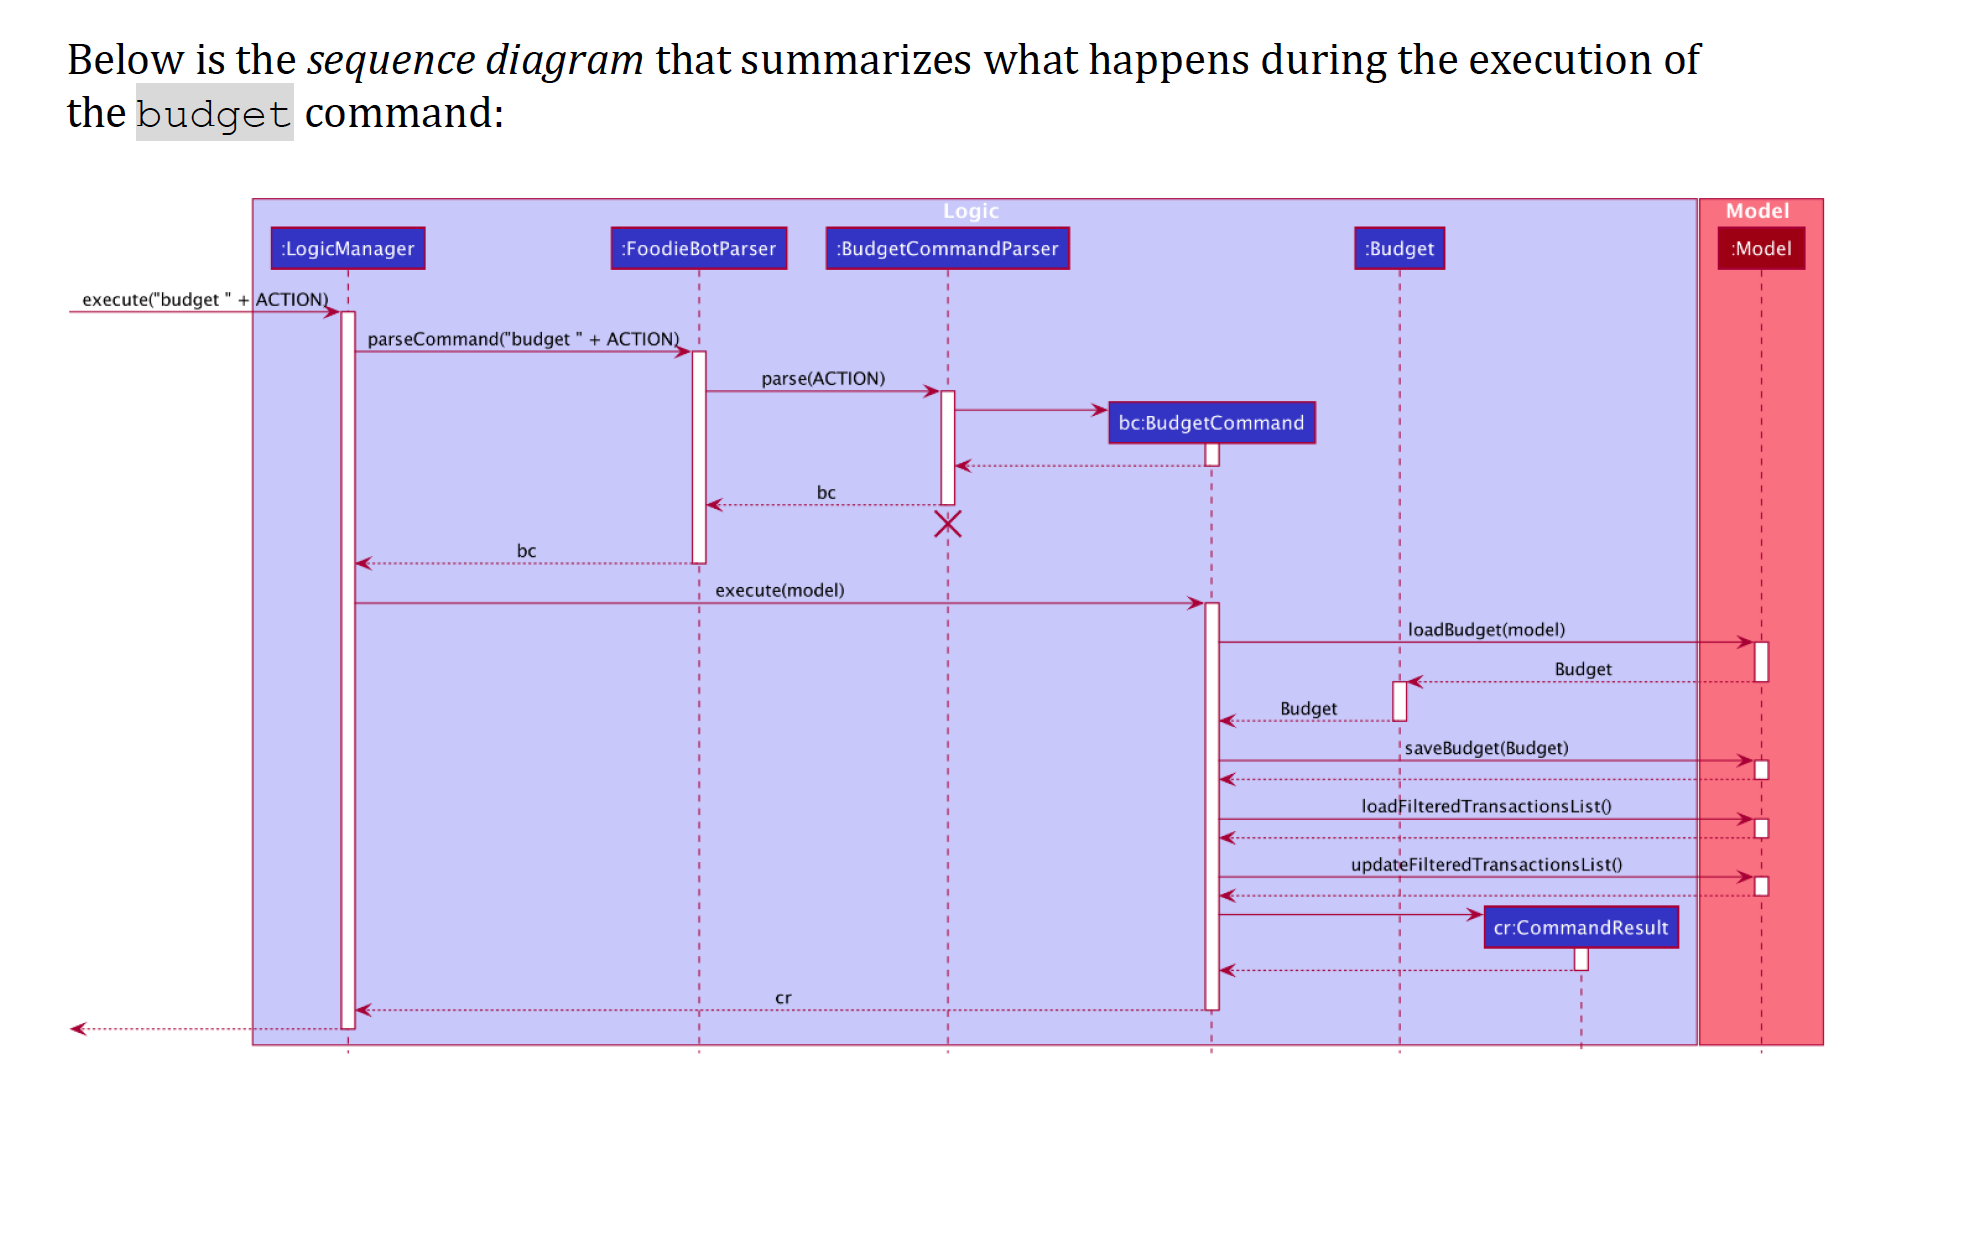 Below is the sequence diagram that summarizes what happens during the execution of
the budget command:
Logic
Model
:LogicManager
:FoodieBotParser
:BudgetCommandParser
:Budget
:Model
execute("budget " + ACTION)
parseCommand("budget " + ACTION)
parse(ACTION)
bc:BudgetCommand
bc
bc
execute(model)
loadBudget(model)
Budget
Budget
saveBudget(Budget)
loadFilteredTransactionsList()
updateFilteredTransactionsList()
cr:CommandResult
cr